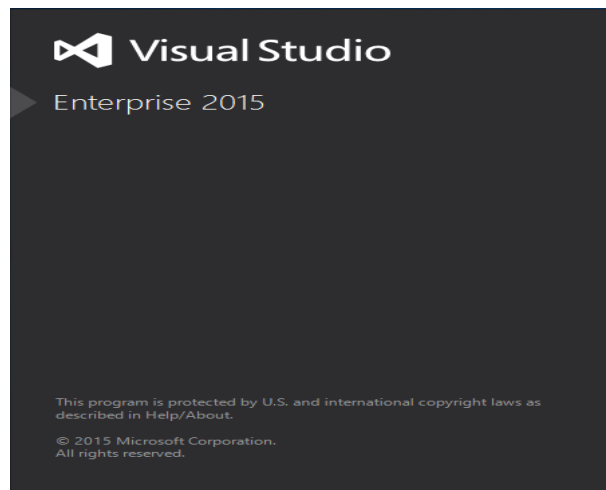 Visual Studio
Enterprise 2015
This program is protected by U.S. and international copyright laws as
described in Help/About.
© 2015 Microsoft Corporation.
All rights reserved.